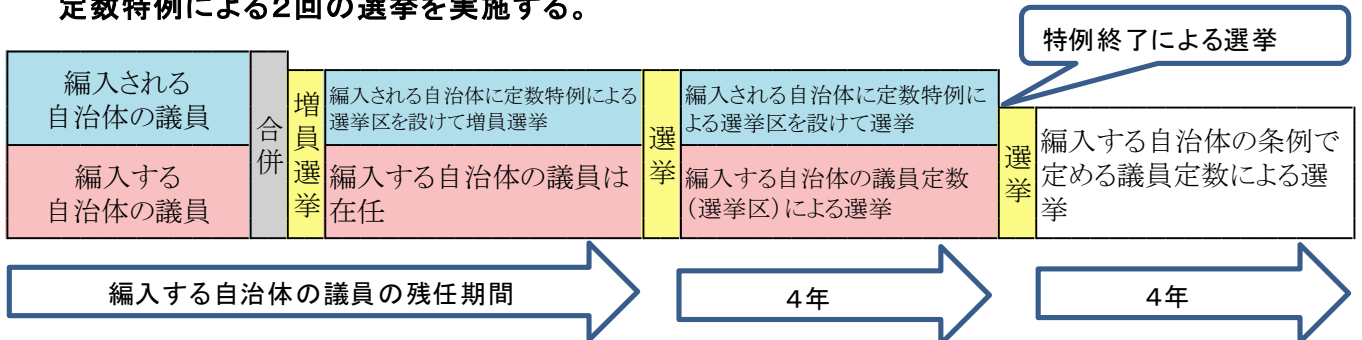 定数特例による2回の選挙を実施する。
特例終了による選挙
編入される
自治体の議員
編入する
自治体の議員
合併
増員選挙
編入される自治体に定数特例による
選挙区を設けて増員選挙
編入する自治体の議員は
在任
選挙
編入される自治体に定数特例に
よる選挙区を設けて選挙
編入する自治体の議員定数
（選挙区）による選挙
選挙
編入する自治体の条例で
定める議員定数による選
挙
編入する自治体の議員の残任期間
4年
4年